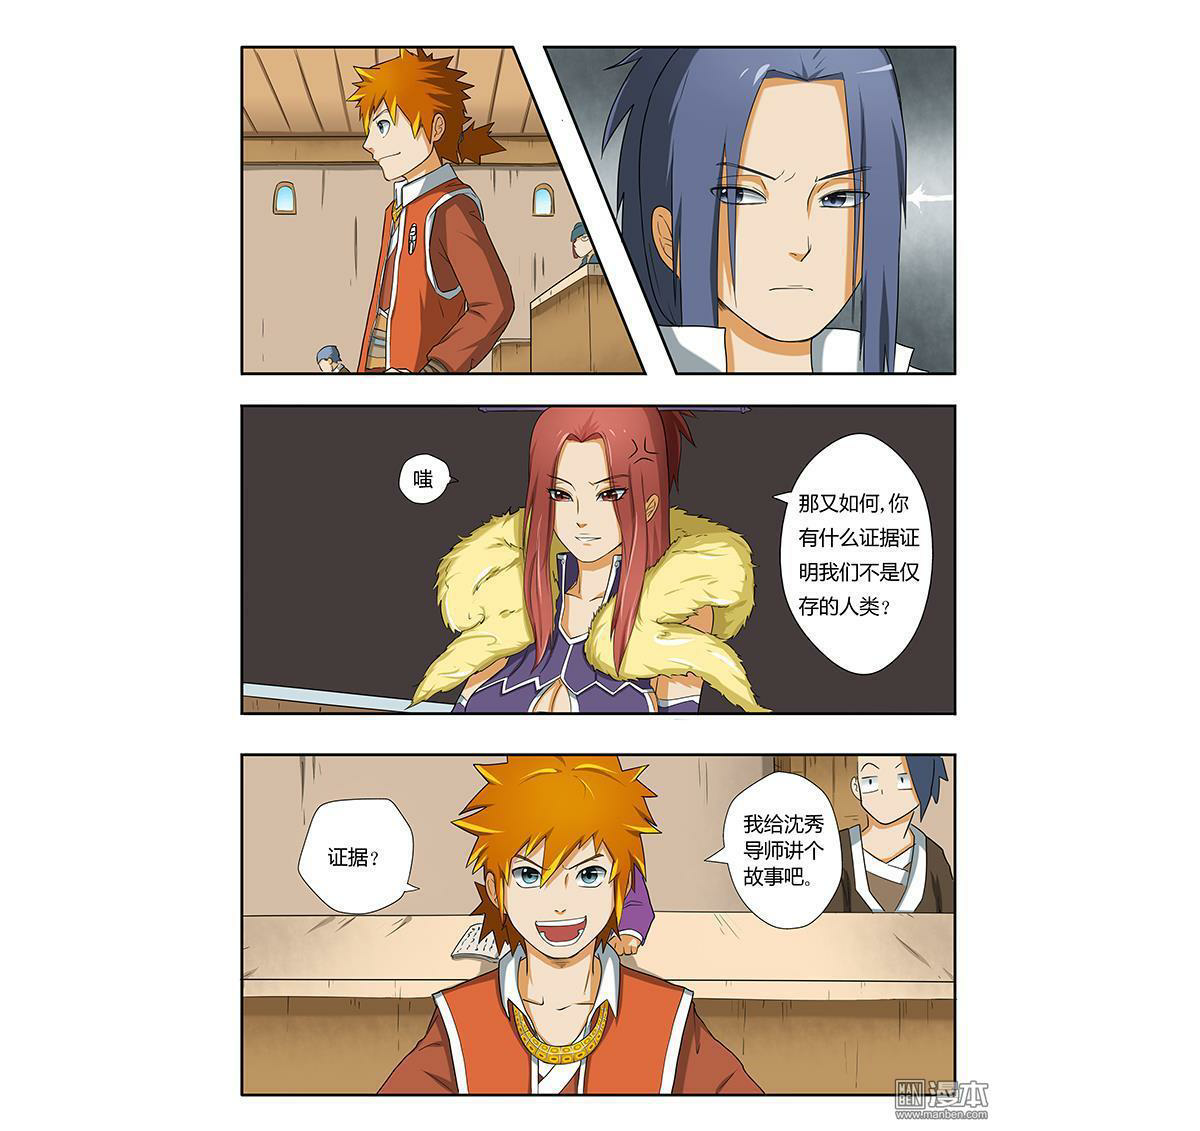 嗤
那又如何,你
有什么证据证
明我们不是仅
存的人类?
证据?
我给沈秀
导师讲个
故事吧。
MAN
BEN
漫本
www.manben.com